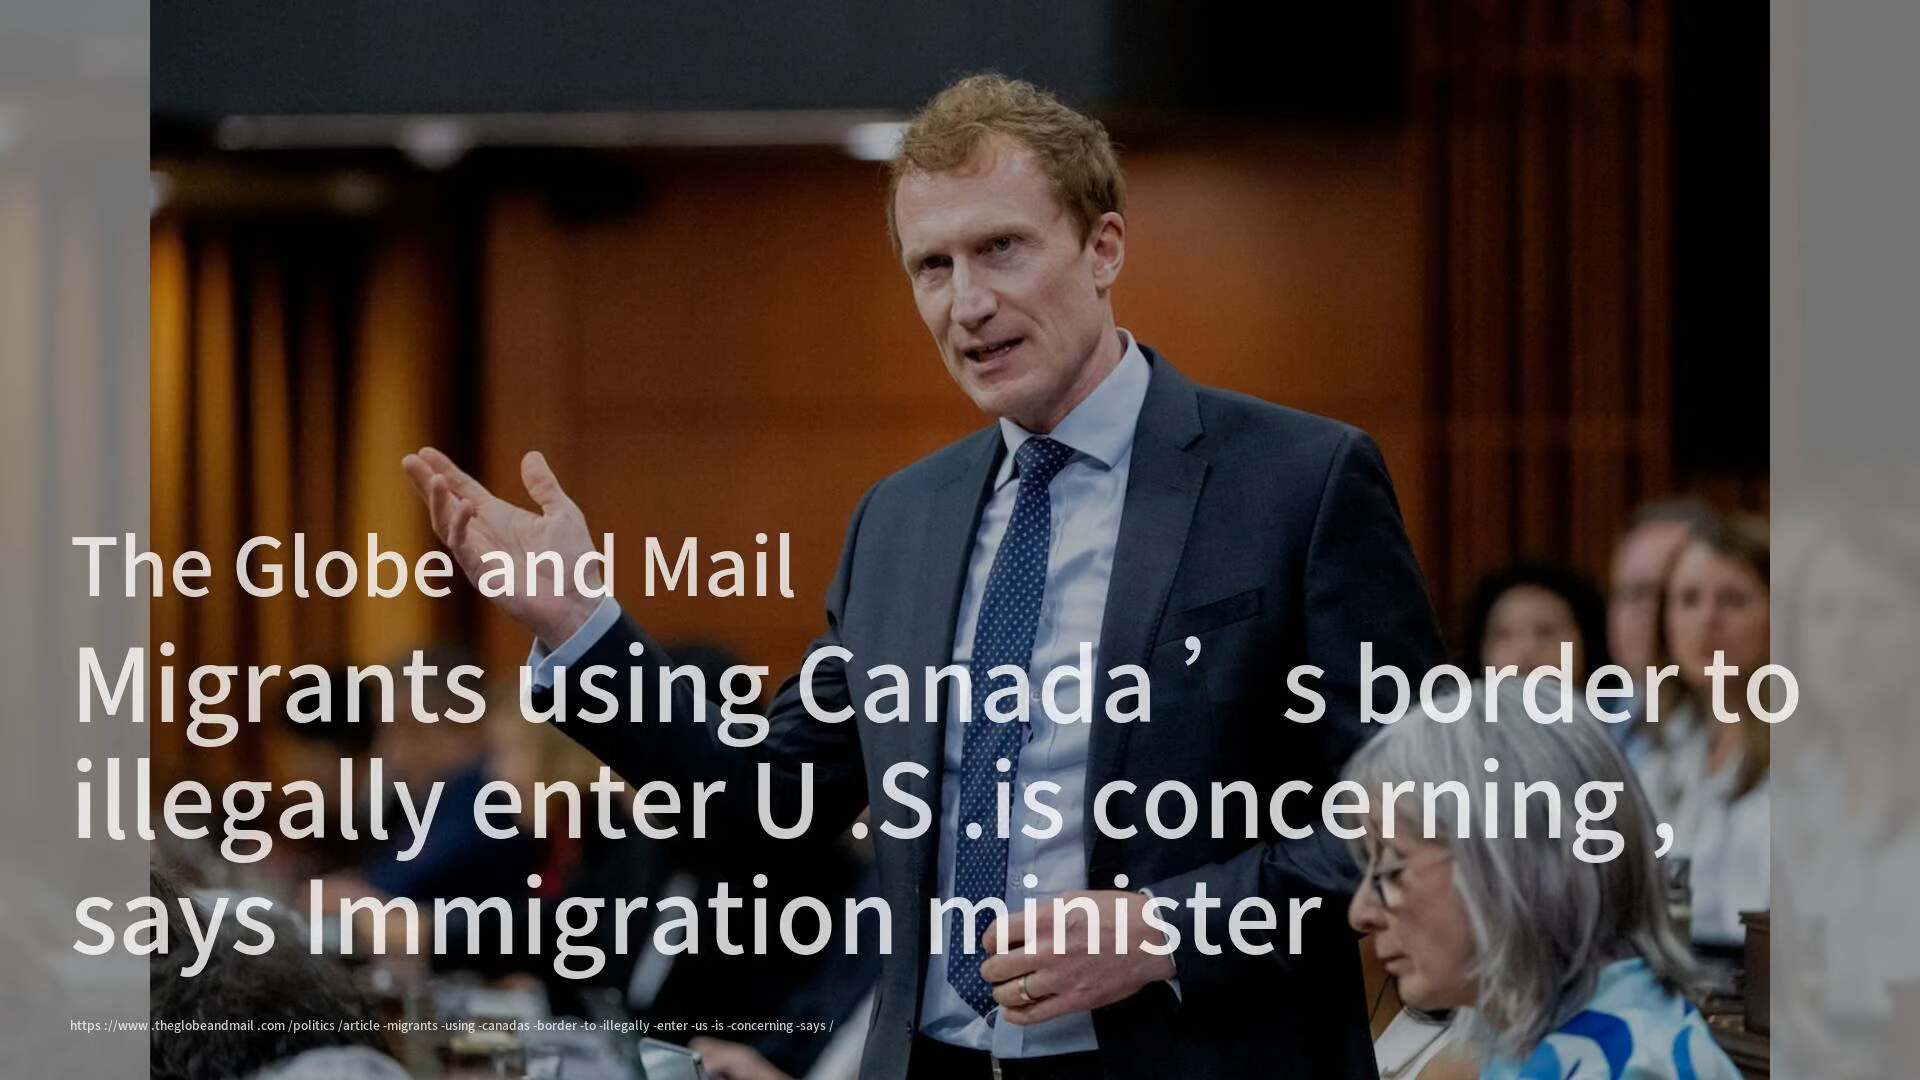 The Globe and Mail
Migrants using Canada’s border to
illegally enter U .S .is concerning ,
says Immigration minister
https ://www .theglobeandmail .com /politics /article -migrants -using -canadas -border -to -illegally -enter -us -is -concerning -says /